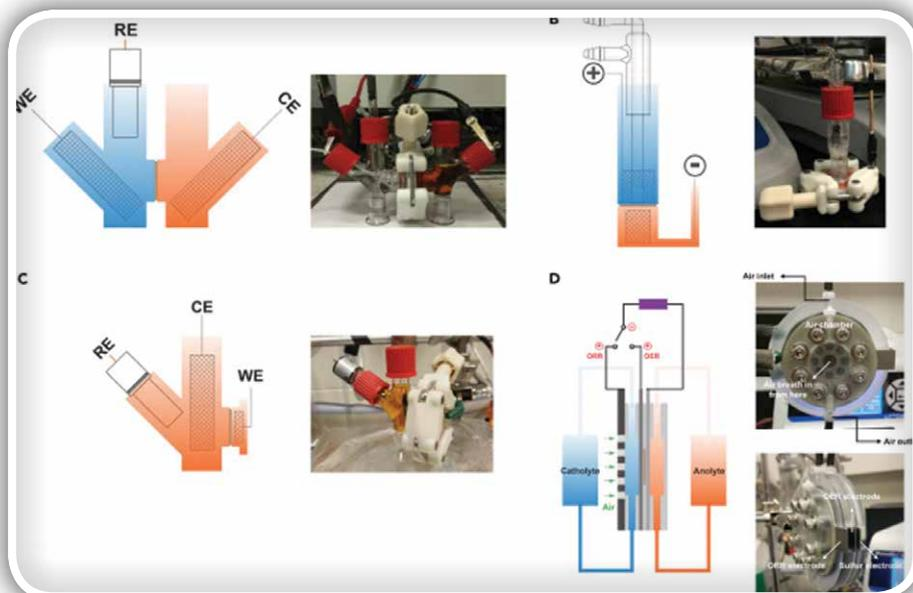 RE
WE
CE
B
+
-
C
CE
RE
WE
D
ORR
OER
Catholyte
Anolyte
Air
Air inlet
Air chamber
Air breath in
from here
Air outl
OER electrode
ORR electrode
Sulfur electrode